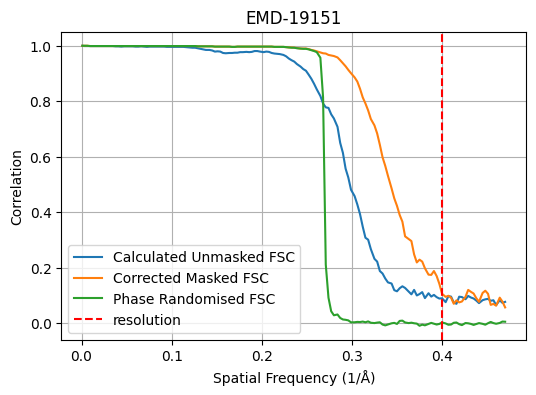 EMD-19151
Correlation
1.0
0.8
0.6
0.4
0.2
0.0
Calculated Unmasked FSC
Corrected Masked FSC
Phase Randomised FSC
resolution
0.0 0.1 0.2 0.3 0.4
Spatial Frequency (1/Å)